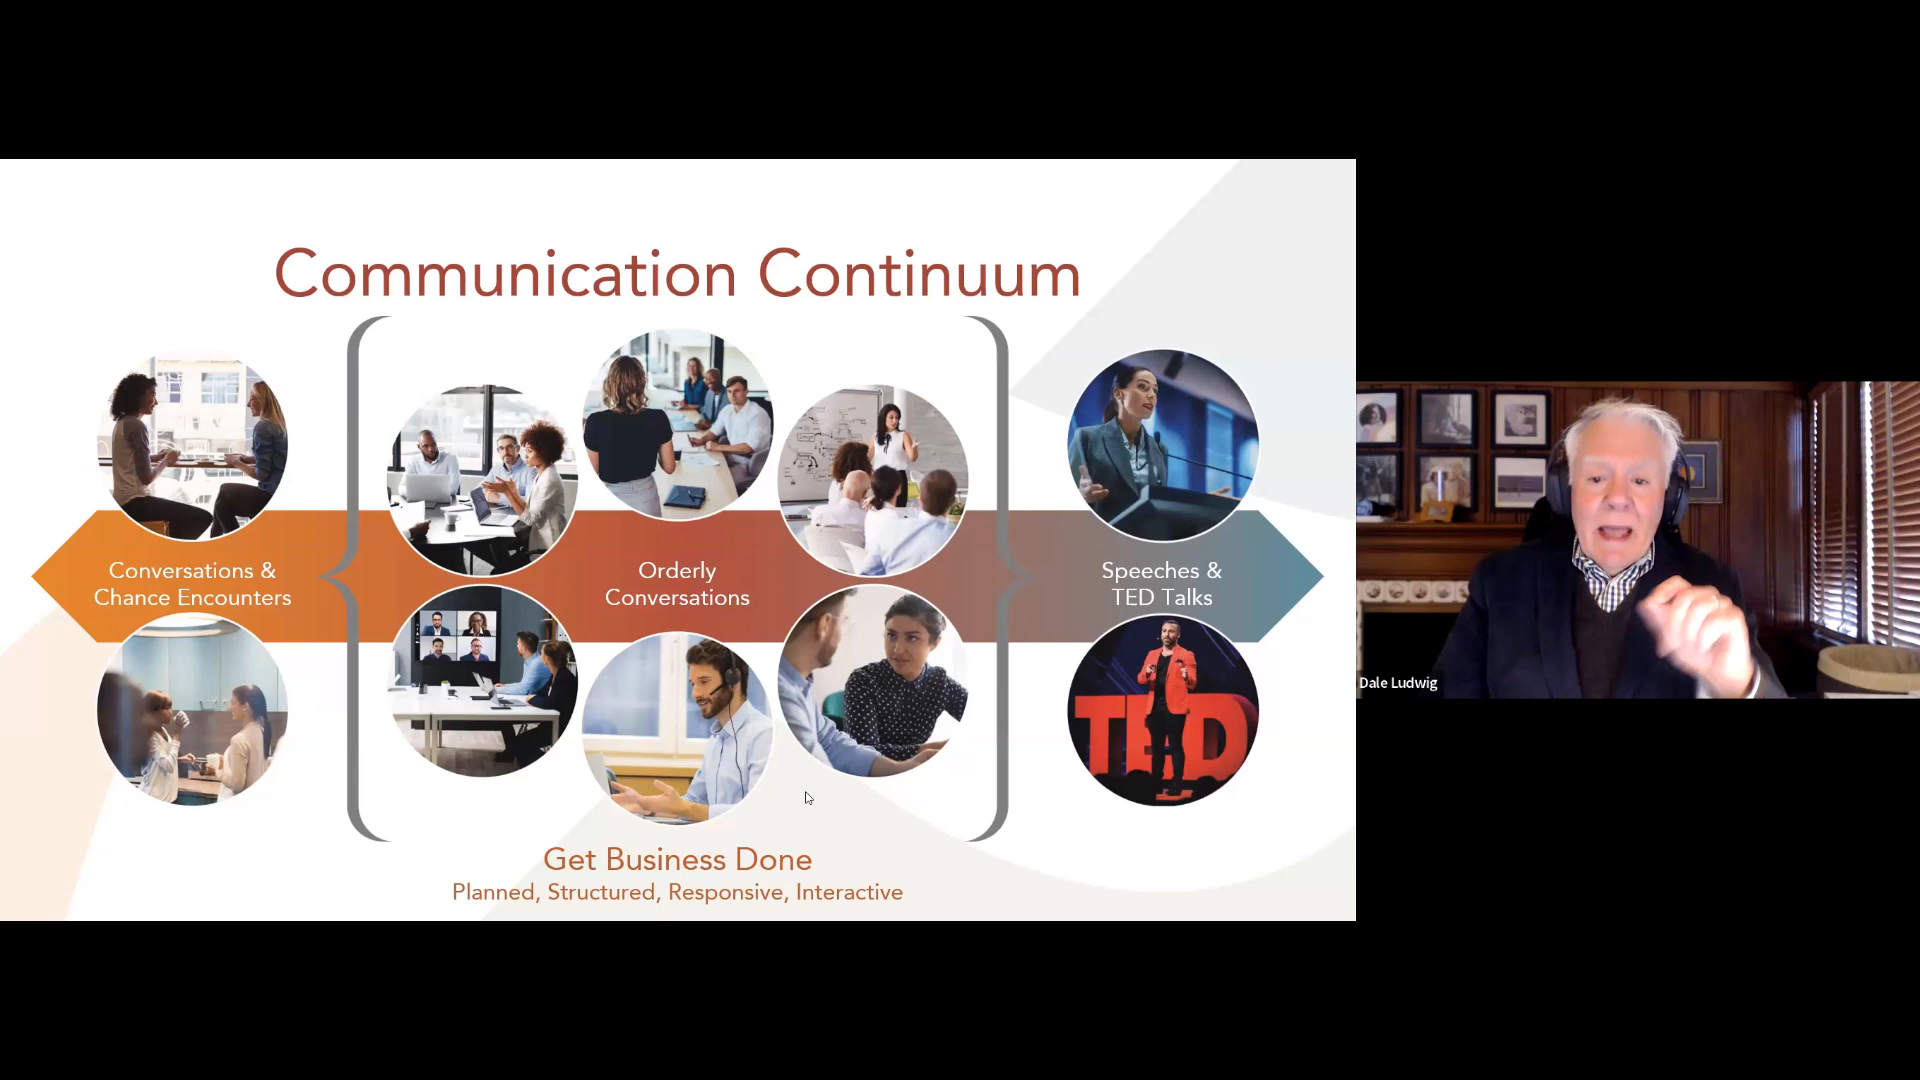 Communication Continuum
Conversations &
Chance Encounters
Orderly
Conversations
Speeches &
TED Talks
TED
Get Business Done
Planned, Structured, Responsive, Interactive
Dale Ludwig